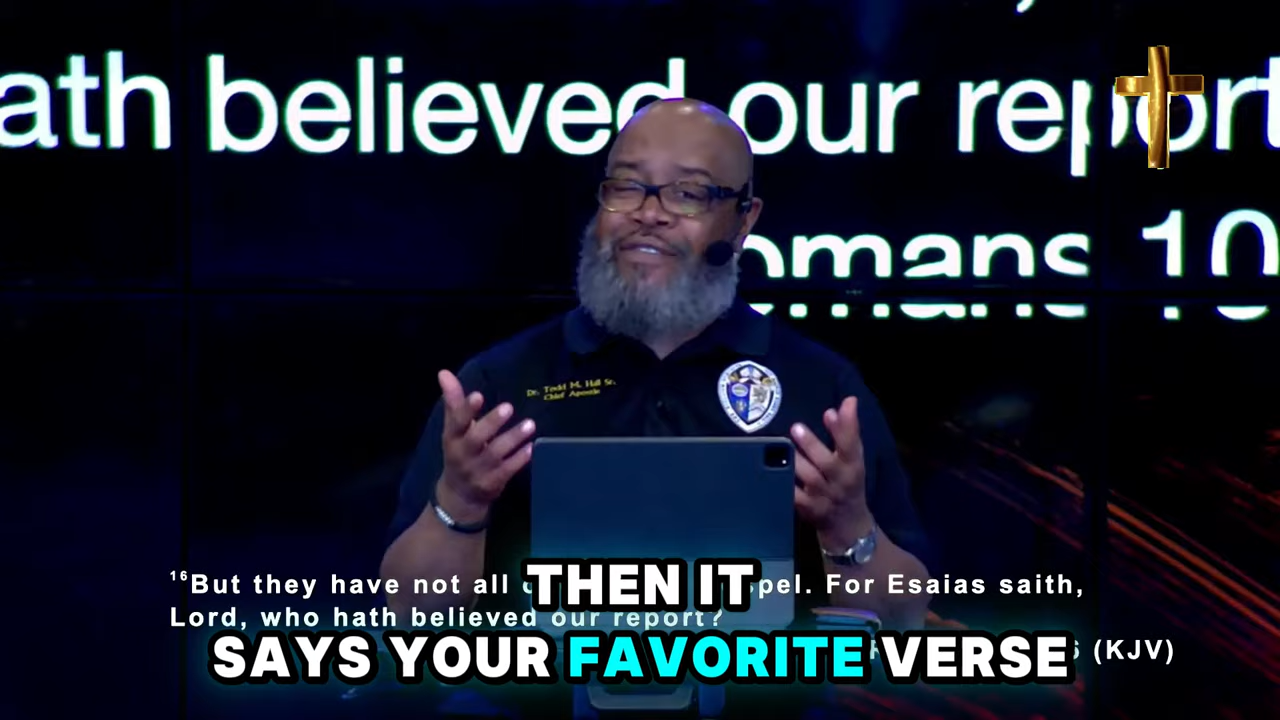 ath believed our report
omans 10
Dr. Todd M. Hall Sr.
Chief Apostle
16But they have not all pel. For Esaias saith,
Lord, who hath believed our report?
(KJV)
THEN IT
SAYS YOUR FAVORITE VERSE